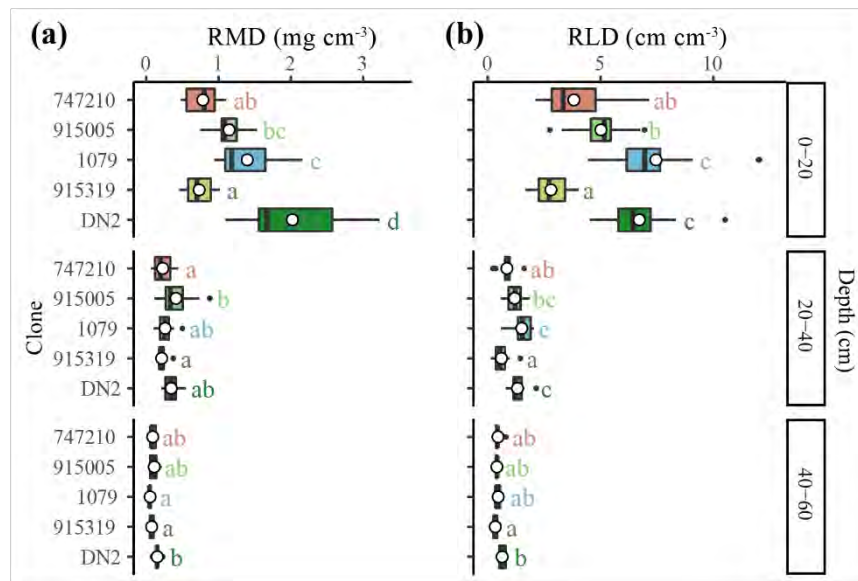 (a) RMD (mg cm⁻³) (b) RLD (cm cm⁻³)
0 1 2 3 0 5 10
747210 ab ab
915005 bc b
1079 c c
915319 a a
DN2 d c
0−20
747210 a ab
915005 b bc
1079 ab c
915319 a a
DN2 ab c
20−40
747210 ab ab
915005 ab ab
1079 a ab
915319 a a
DN2 b b
40−60
Clone
Depth (cm)